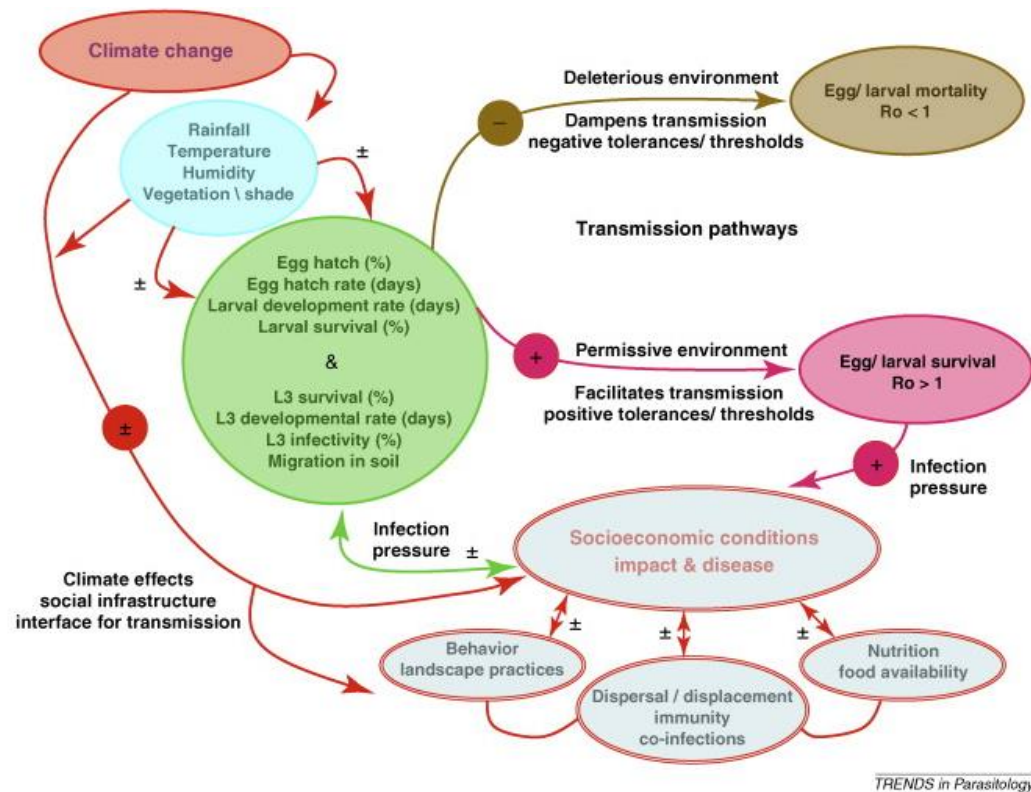 Climate change
Rainfall
Temperature
Humidity
Vegetation \ shade
±
±
Deleterious environment
−
Dampens transmission
negative tolerances/ thresholds
Egg/ larval mortality
Ro < 1
Transmission pathways
Egg hatch (%)
Egg hatch rate (days)
Larval development rate (days)
Larval survival (%)
&
L3 survival (%)
L3 developmental rate (days)
L3 infectivity (%)
Migration in soil
+
Permissive environment
Facilitates transmission
positive tolerances/ thresholds
Egg/ larval survival
Ro > 1
+
Infection
pressure
±
Infection
pressure ±
Socioeconomic conditions
impact & disease
Climate effects
social infrastructure
interface for transmission
±
±
±
Behavior
landscape practices
Dispersal / displacement
immunity
co-infections
Nutrition
food availability
TRENDS in Parasitology